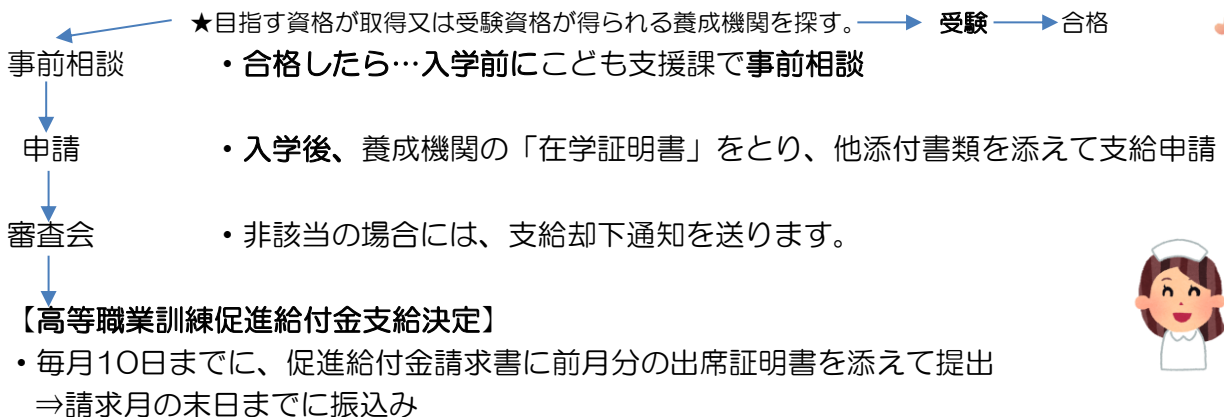 ★目指す資格が取得又は受験資格が得られる養成機関を探す。 受験 合格
事前相談 ・合格したら…入学前にこども支援課で事前相談
申請 ・入学後、養成機関の「在学証明書」をとり、他添付書類を添えて支給申請
審査会 ・非該当の場合には、支給却下通知を送ります。
【高等職業訓練促進給付金支給決定】
・毎月10日までに、促進給付金請求書に前月分の出席証明書を添えて提出
⇒請求月の末日までに振込み